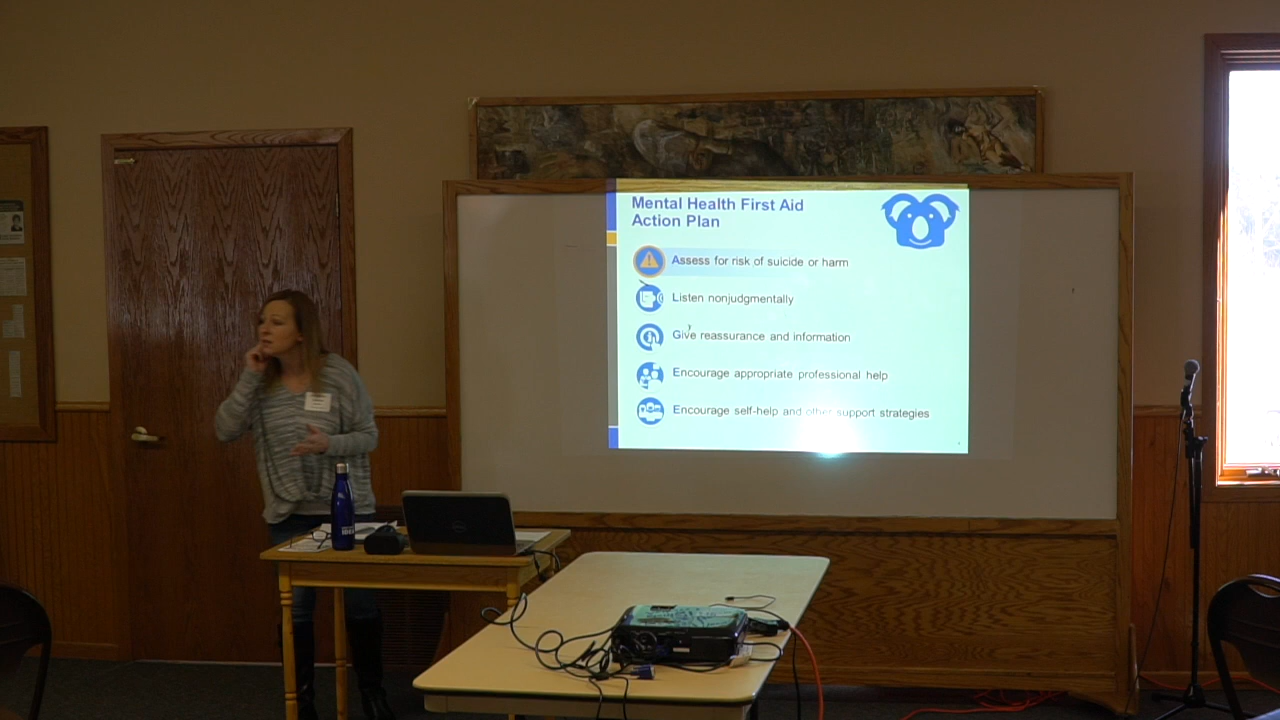 Mental Health First Aid
Action Plan
Assess for risk of suicide or harm
Listen nonjudgmentally
Give reassurance and information
Encourage appropriate professional help
Encourage self-help and other support strategies